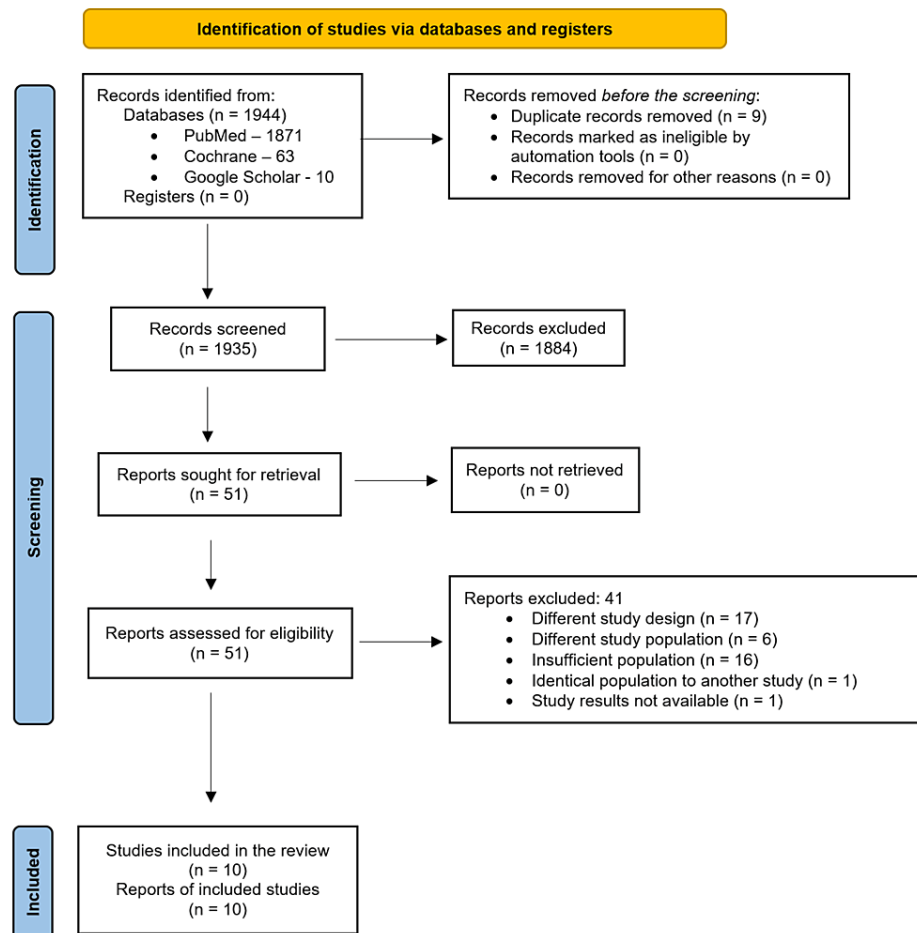 Identification of studies via databases and registers
Identification
Records identified from:
Databases (n = 1944)
• PubMed – 1871
• Cochrane – 63
• Google Scholar - 10
Registers (n = 0)
Records removed before the screening:
• Duplicate records removed (n = 9)
• Records marked as ineligible by
automation tools (n = 0)
• Records removed for other reasons (n = 0)
Screening
Records screened
(n = 1935)
Records excluded
(n = 1884)
Reports sought for retrieval
(n = 51)
Reports not retrieved
(n = 0)
Reports assessed for eligibility
(n = 51)
Reports excluded: 41
• Different study design (n = 17)
• Different study population (n = 6)
• Insufficient population (n = 16)
• Identical population to another study (n = 1)
• Study results not available (n = 1)
Included
Studies included in the review
(n = 10)
Reports of included studies
(n = 10)